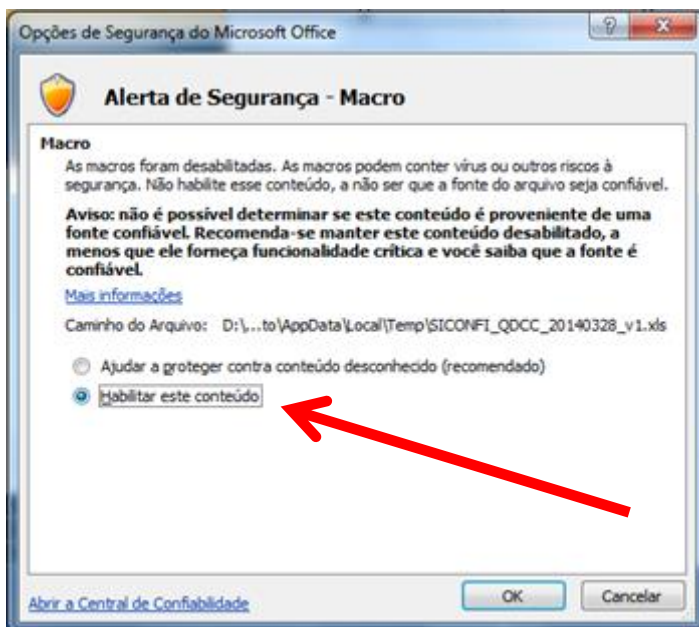 Opções de Segurança do Microsoft Office
Alerta de Segurança - Macro
Macro
As macros foram desabilitadas. As macros podem conter vírus ou outros riscos à
segurança. Não habilite esse conteúdo, a não ser que a fonte do arquivo seja confiável.
Aviso: não é possível determinar se este conteúdo é proveniente de uma
fonte confiável. Recomenda-se manter este conteúdo desabilitado, a
menos que ele forneça funcionalidade crítica e você saiba que a fonte é
confiável.
Mais informações
Caminho do Arquivo: D:\...to\AppData\Local\Temp\SICONFI_QDCC_20140328_v1.xls
Ajudar a proteger contra conteúdo desconhecido (recomendado)
Habilitar este conteúdo
Abrir a Central de Confiabilidade
OK
Cancelar